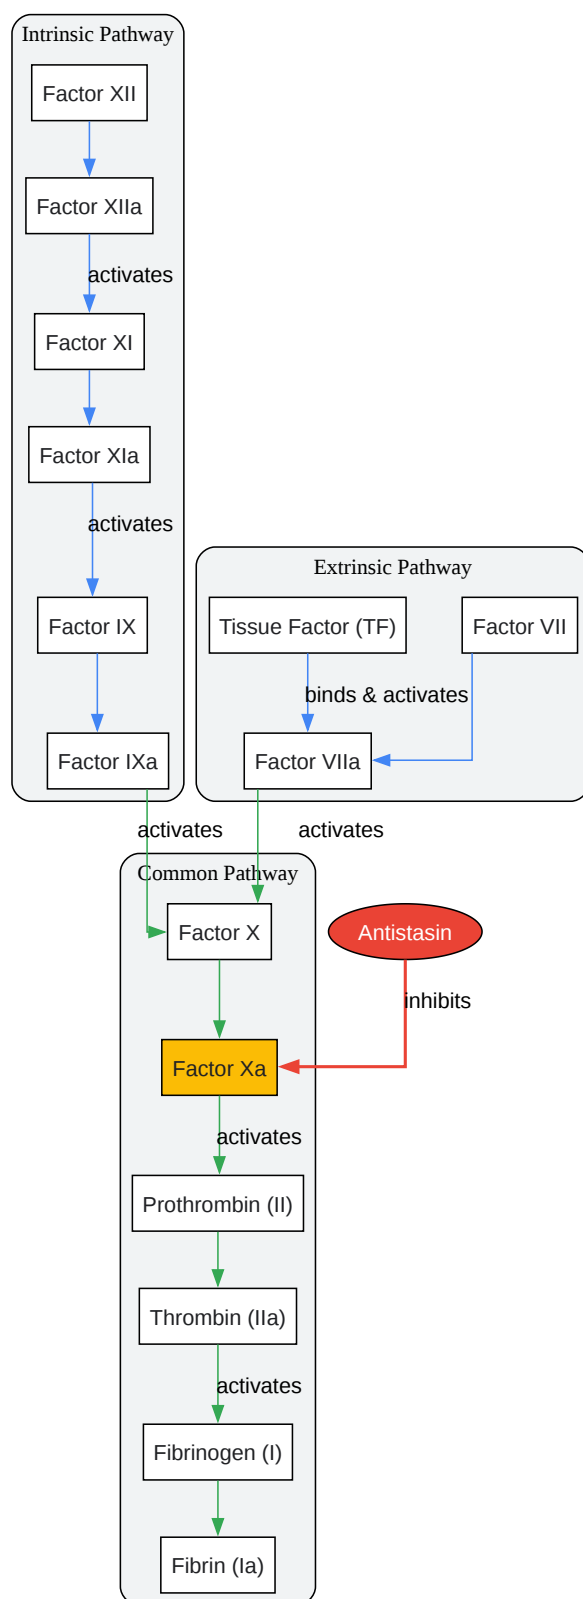 Intrinsic Pathway
Factor XII
Factor XIIa
activates
Factor XI
Factor XIa
activates
Factor IX
Factor IXa
Extrinsic Pathway
Tissue Factor (TF)
Factor VII
binds & activates
Factor VIIa
activates
activates
Common Pathway
Factor X
Antistasin
inhibits
Factor Xa
activates
Prothrombin (II)
Thrombin (IIa)
activates
Fibrinogen (I)
Fibrin (Ia)